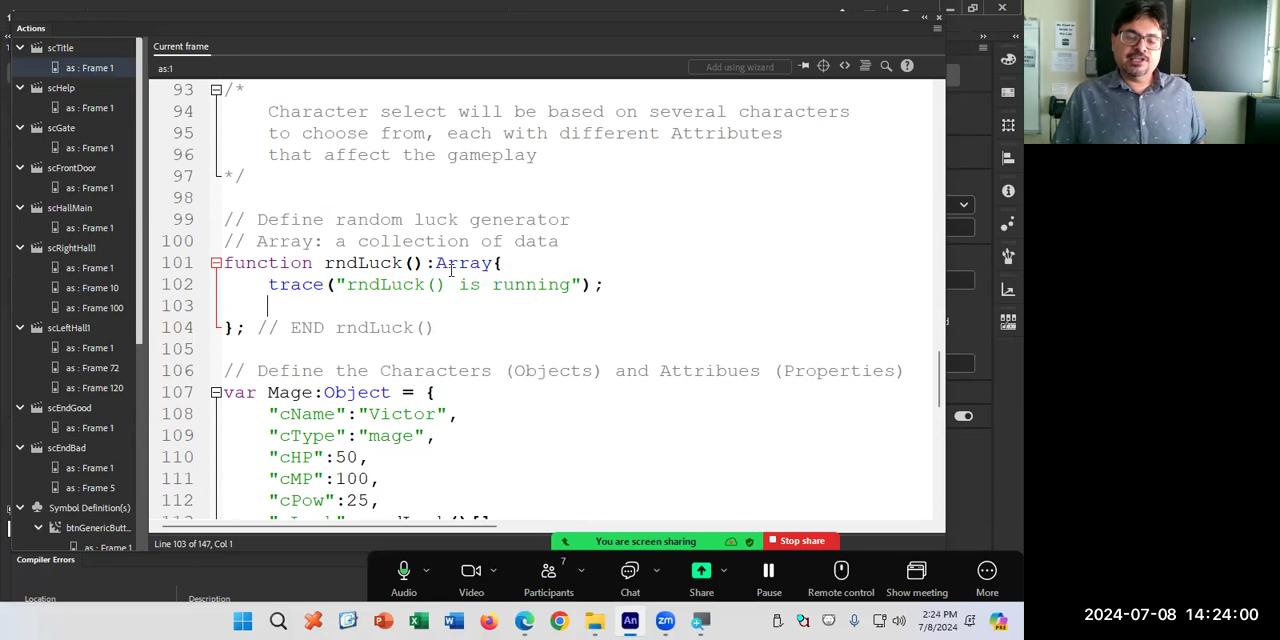 Actions
scTitle
as : Frame 1
scHelp
as : Frame 1
scGate
as : Frame 1
scFrontDoor
as : Frame 1
scHallMain
as : Frame 1
scRightHall1
as : Frame 1
as : Frame 10
as : Frame 100
scLeftHall1
as : Frame 1
as : Frame 72
as : Frame 120
scEndGood
as : Frame 1
scEndBad
as : Frame 1
as : Frame 5
Symbol Definition(s)
btnGenericButt...
as : Frame 1
Current frame
as:1
Add using wizard
93 /*
94 Character select will be based on several characters
95 to choose from, each with different Attributes
96 that affect the gameplay
97 */
98
99 // Define random luck generator
100 // Array: a collection of data
101 function rndLuck():Array{
102 trace("rndLuck() is running");
103
104 }; // END rndLuck()
105
106 // Define the Characters (Objects) and Attribues (Properties)
107 var Mage:Object = {
108 "cName":"Victor",
109 "cType":"mage",
110 "cHP":50,
111 "cMP":100,
112 "cPow":25,
Line 103 of 147, Col 1
You are screen sharing
Stop share
Compiler Errors
Location
Description
7
Audio
Video
Participants
Chat
Share
Pause
Remote control
Show meeting
More
2:24 PM
7/8/2024
2024-07-08 14:24:00